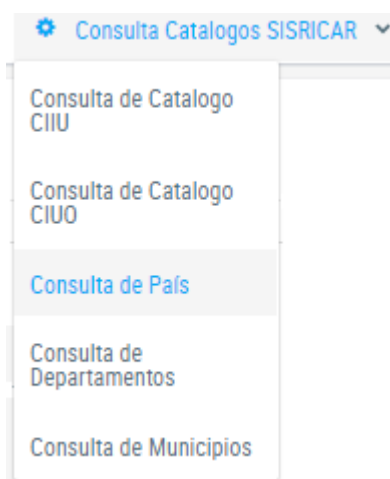 Consulta Catalogos SISRICAR
Consulta de Catalogo
CIIU
Consulta de Catalogo
CIUO
Consulta de País
Consulta de
Departamentos
Consulta de Municipios